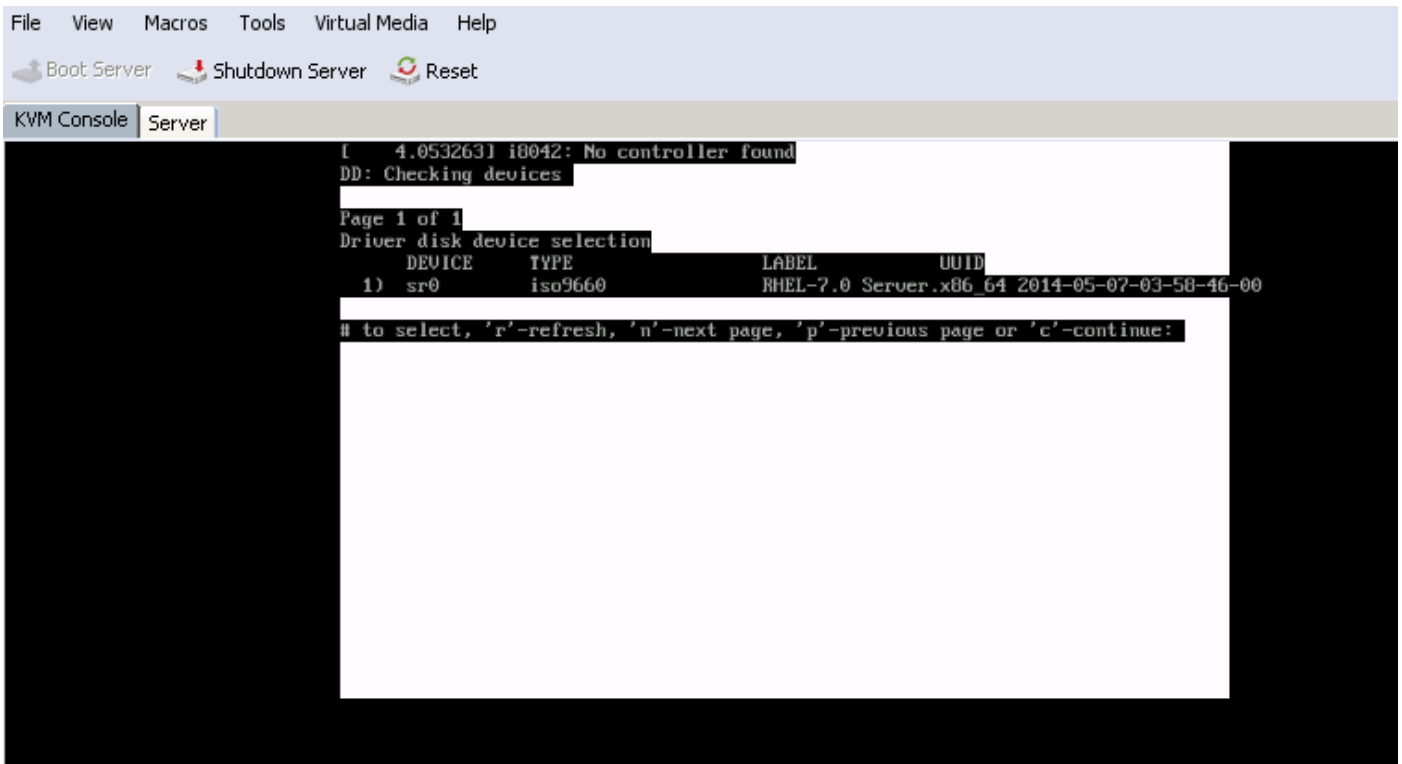 File View Macros Tools Virtual Media Help
Boot Server Shutdown Server Reset
KVM Console Server
[    4.053263] i8042: No controller found
DD: Checking devices
Page 1 of 1
Driver disk device selection
DEVICE TYPE LABEL UUID
1) sr0 iso9660 RHEL-7.0 Server.x86_64 2014-05-07-03-58-46-00
# to select, 'r'-refresh, 'n'-next page, 'p'-previous page or 'c'-continue: